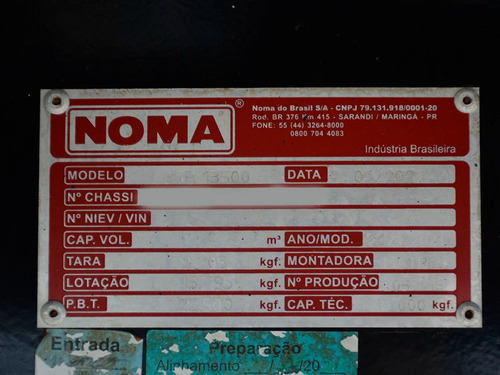 NOMA®
Noma do Brasil S/A - CNPJ 79.131.918/0001-20
Rod. BR 376 Km 415 - SARANDI / MARINGÁ - PR
FONE: 55 (44) 3264-8000
0800 704 4083
Indústria Brasileira
MODELO DATA
Nº CHASSI
Nº NIEV / VIN
CAP. VOL. m³ ANO/MOD.
TARA kgf. MONTADORA
LOTAÇÃO kgf. Nº PRODUÇÃO
P.B.T. kgf. CAP. TÉC. kgf.
Entrada
Preparação
Alinhamento / /20